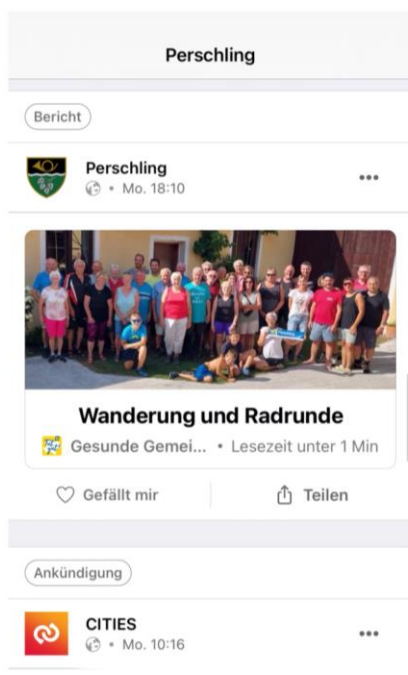 Perschling
Bericht
Perschling
• Mo. 18:10
Wanderung und Radrunde
Gesunde Gemei... • Lesezeit unter 1 Min
Gefällt mir
Teilen
Ankündigung
CITIES
• Mo. 10:16